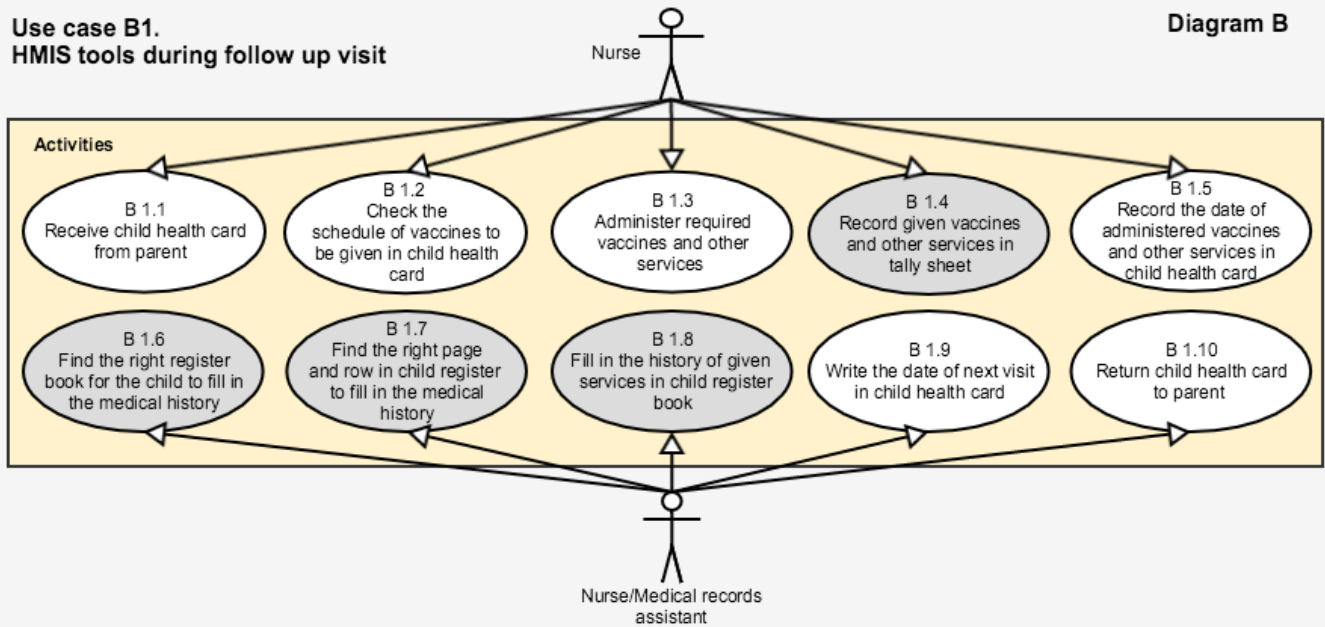 Use case B1.
HMIS tools during follow up visit
Diagram B
Nurse
Activities
B 1.1
Receive child health card
from parent
B 1.2
Check the
schedule of vaccines to
be given in child health
card
B 1.3
Administer required
vaccines and other
services
B 1.4
Record given vaccines
and other services in
tally sheet
B 1.5
Record the date of
administered vaccines
and other services in
child health card
B 1.6
Find the right register
book for the child to fill in
the medical history
B 1.7
Find the right page
and row in child register
to fill in the medical
history
B 1.8
Fill in the history of given
services in child register
book
B 1.9
Write the date of next visit
in child health card
B 1.10
Return child health card
to parent
Nurse/Medical records
assistant